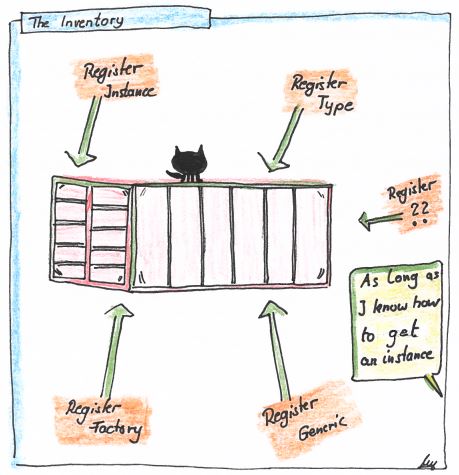 The Inventory
Register
Instance
Register
Type
Register
??
As long as
I know how
to get
an instance
Register
Factory
Register
Generic